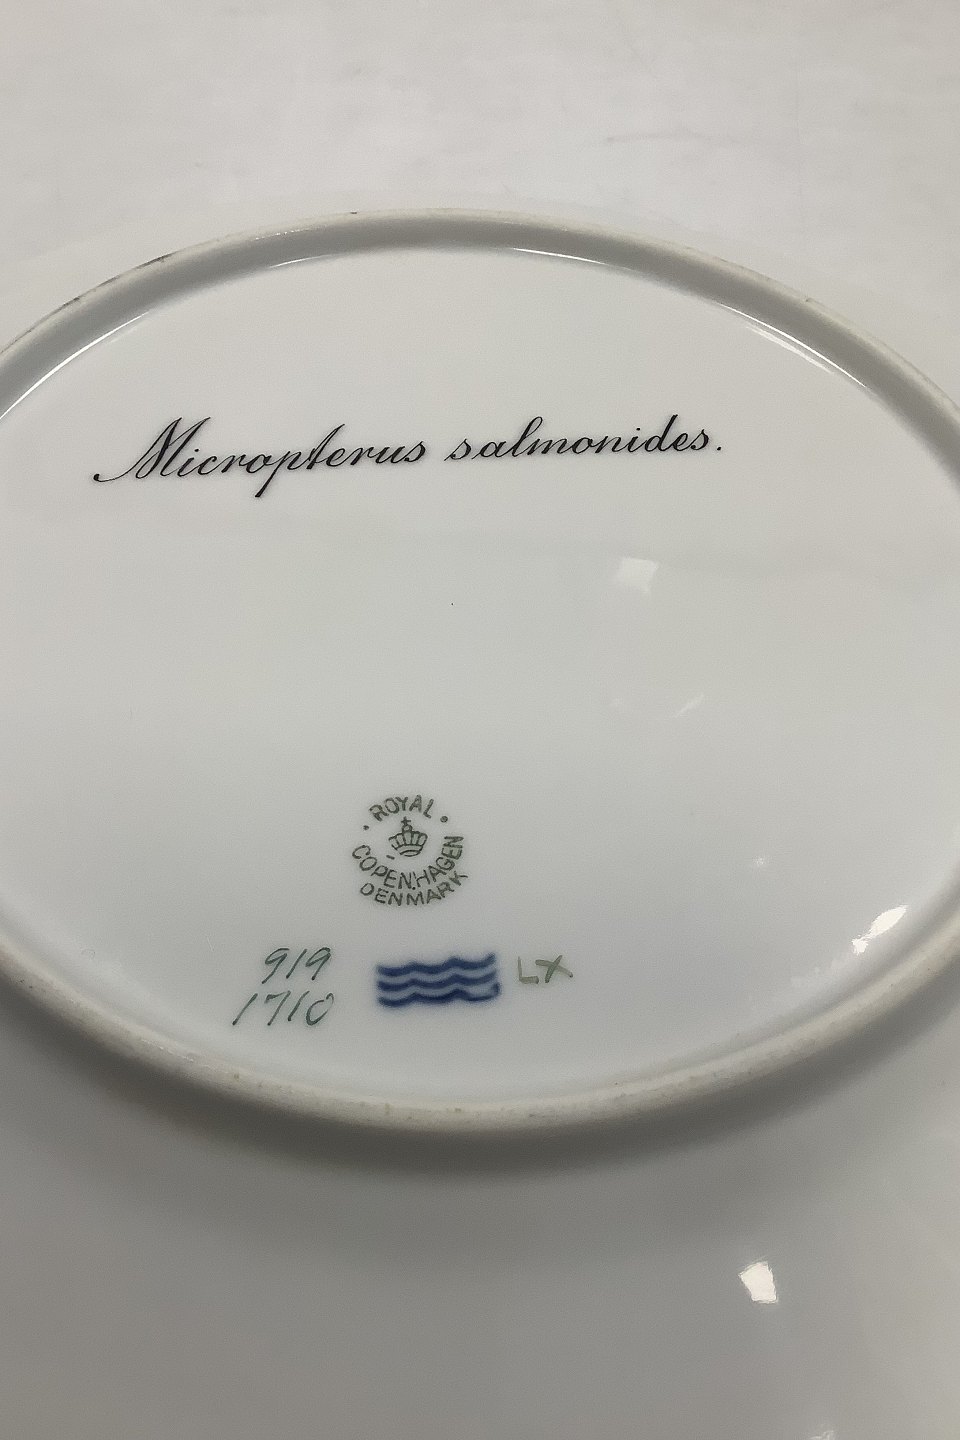 Micropterus salmonides.
ROYAL
COPENHAGEN
DENMARK
919
1710
LX